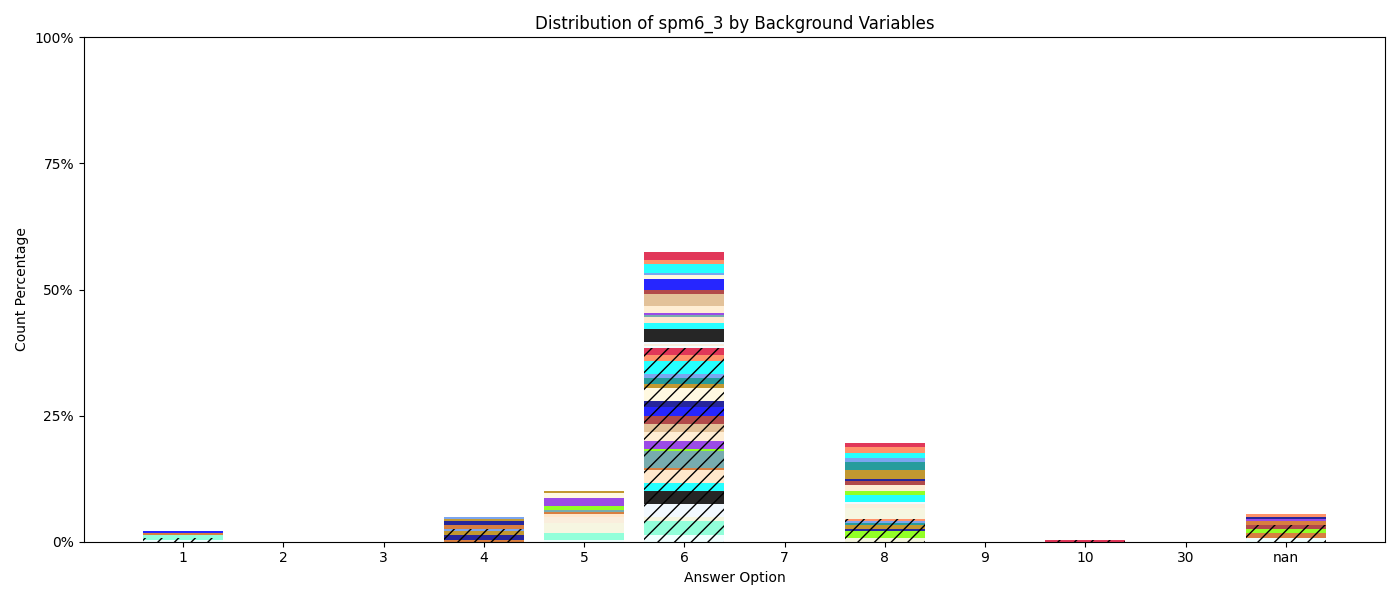 Distribution of spm6_3 by Background Variables
100%
75%
50%
25%
0%
Count Percentage
1 2 3 4 5 6 7 8 9 10 30 nan
Answer Option